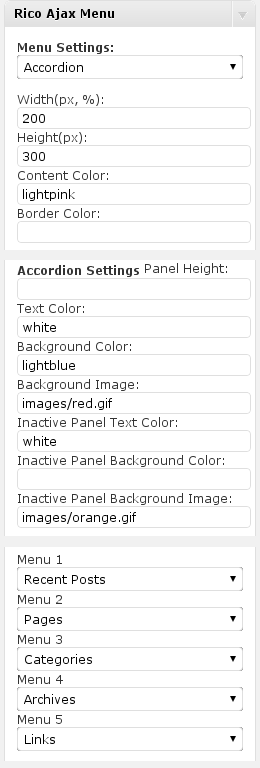 Rico Ajax Menu
Menu Settings:
Accordion
Width(px, %):
200
Height(px):
300
Content Color:
lightpink
Border Color:
Accordion Settings Panel Height:
Text Color:
white
Background Color:
lightblue
Background Image:
images/red.gif
Inactive Panel Text Color:
white
Inactive Panel Background Color:
Inactive Panel Background Image:
images/orange.gif
Menu 1
Recent Posts
Menu 2
Pages
Menu 3
Categories
Menu 4
Archives
Menu 5
Links